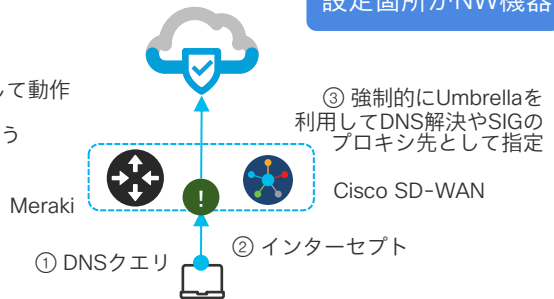 設定箇所がNW機器
して動作
う
③ 強制的にUmbrellaを
利用してDNS解決やSIGの
プロキシ先として指定
Meraki
!
Cisco SD-WAN
① DNSクエリ
② インターセプト